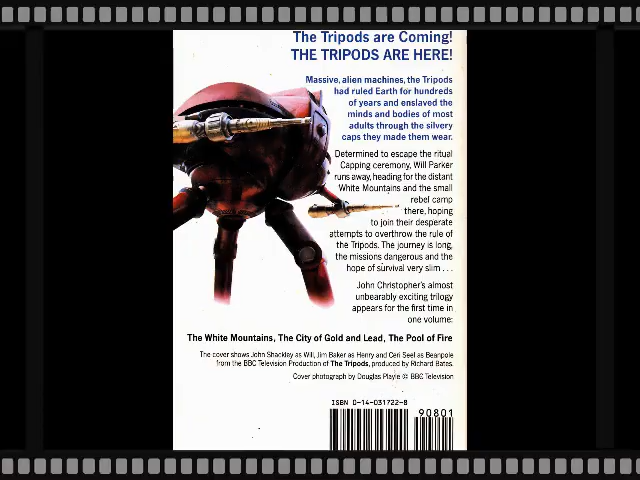 The Tripods are Coming!
THE TRIPODS ARE HERE!
Massive, alien machines, the Tripods
had ruled Earth for hundreds
of years and enslaved the
minds and bodies of most
adults through the silvery
caps they made them wear.
Determined to escape the ritual
Capping ceremony, Will Parker
runs away, heading for the distant
White Mountains and the small
rebel camp
there, hoping
to join their desperate
attempts to overthrow the rule of
the Tripods. The journey is long,
the missions dangerous and the
hope of survival very slim . . .
John Christopher's almost
unbearably exciting trilogy
appears for the first time in
one volume:
The White Mountains, The City of Gold and Lead, The Pool of Fire
The cover shows John Shackley as Will, Jim Baker as Henry and Ceri Seel as Beanpole
from the BBC Television Production of The Tripods, produced by Richard Bates.
Cover photograph by Douglas Playle © BBC Television
ISBN 0-14-031722-8
90801